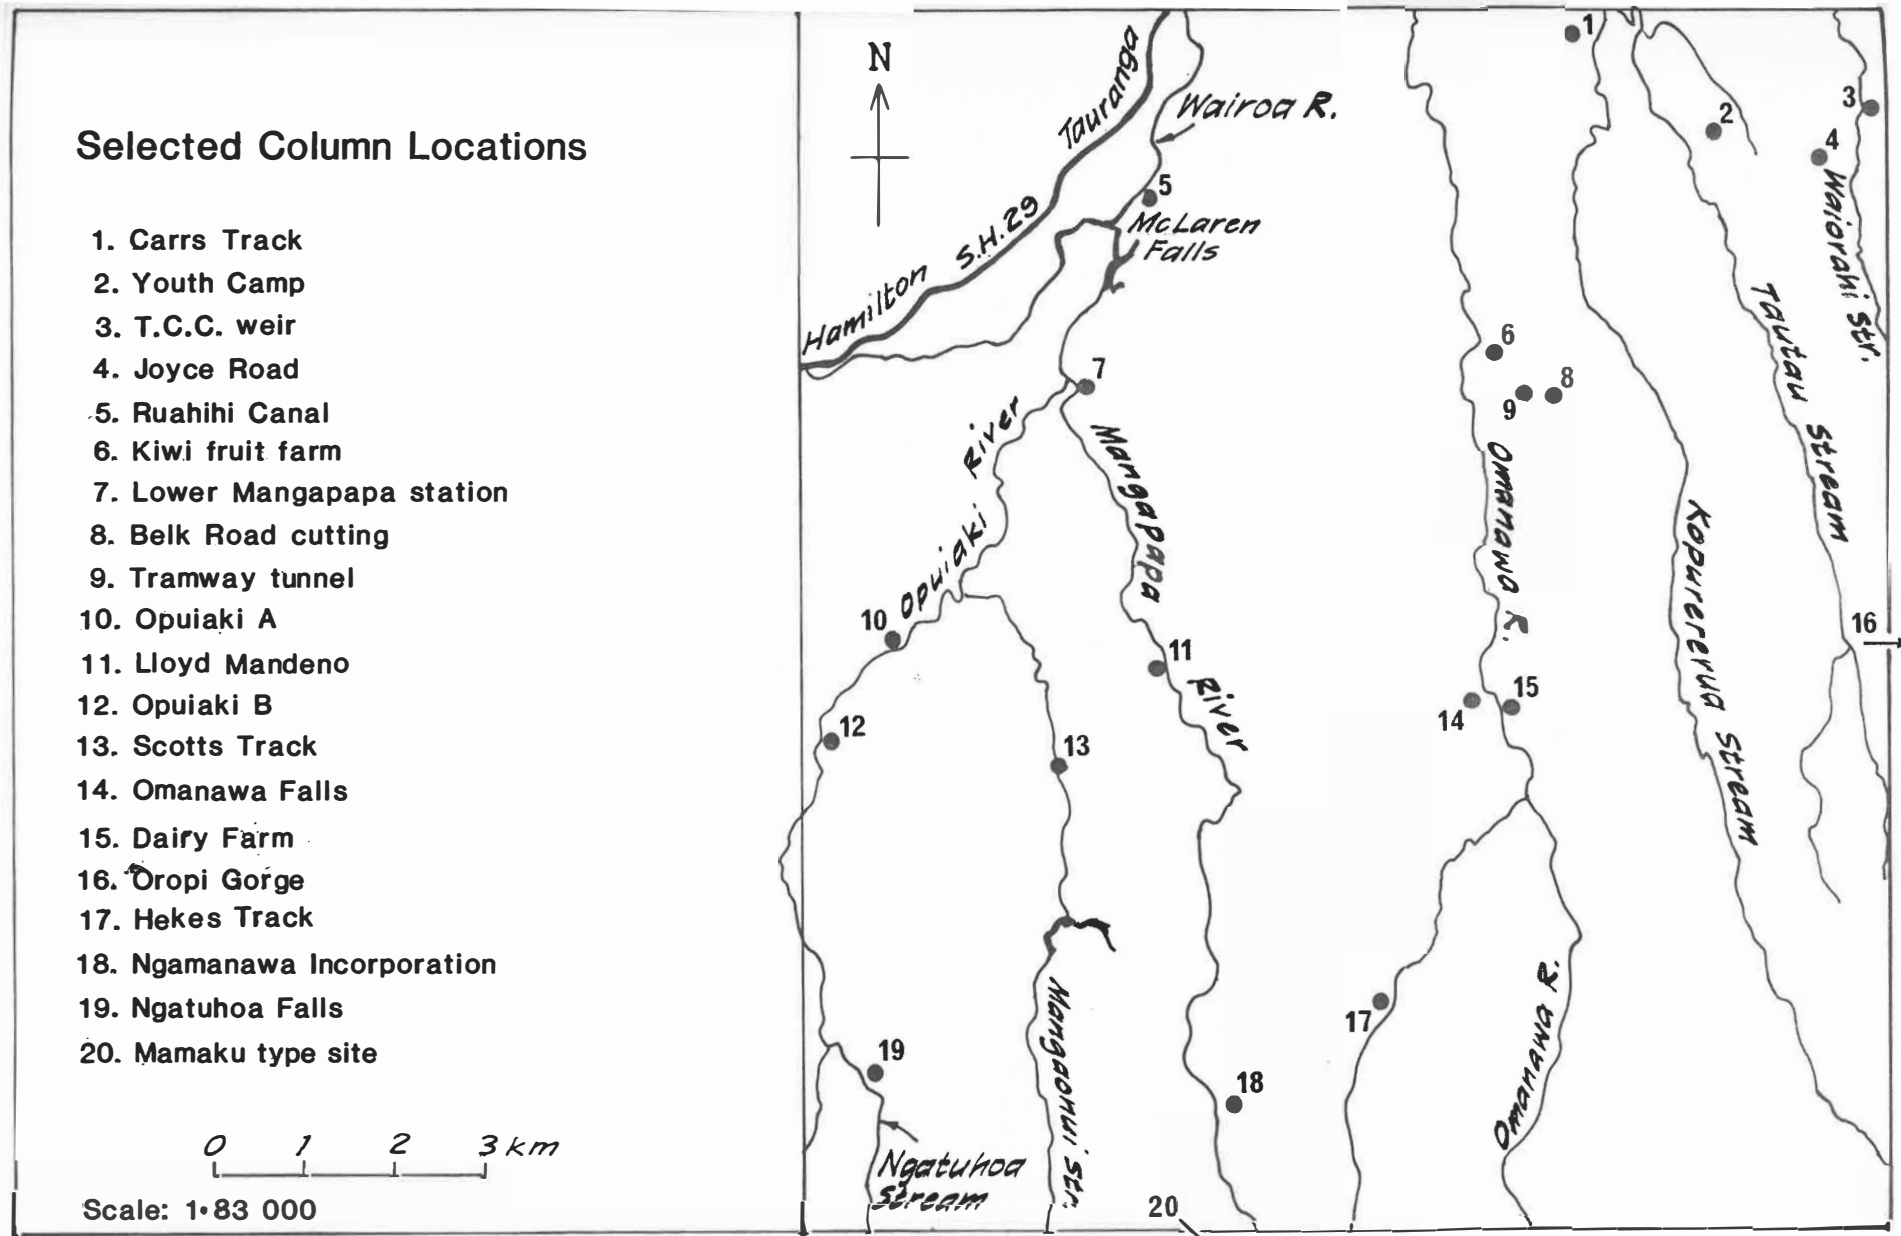 Selected Column Locations
1. Carrs Track
2. Youth Camp
3. T.C.C. weir
4. Joyce Road
5. Ruahihi Canal
6. Kiwi fruit farm
7. Lower Mangapapa station
8. Belk Road cutting
9. Tramway tunnel
10. Opuiaki A
11. Lloyd Mandeno
12. Opuiaki B
13. Scotts Track
14. Omanawa Falls
15. Dairy Farm
16. Oropi Gorge
17. Hekes Track
18. Ngamanawa Incorporation
19. Ngatuhoa Falls
20. Mamaku type site
0 1 2 3 km
Scale: 1·83 000
N
Tauranga
Wairoa R.
Hamilton S.H. 29
McLaren
Falls
Opuiaki River
Mangapapa River
Omanawa R.
Kopurererua Stream
Tautau Stream
Waiorahi Str.
Mangaonui Str.
Omanawa R.
Ngatuhoa
Stream
1
2
3
4
5
6
7
8
9
10
11
12
13
14
15
16
17
18
19
20